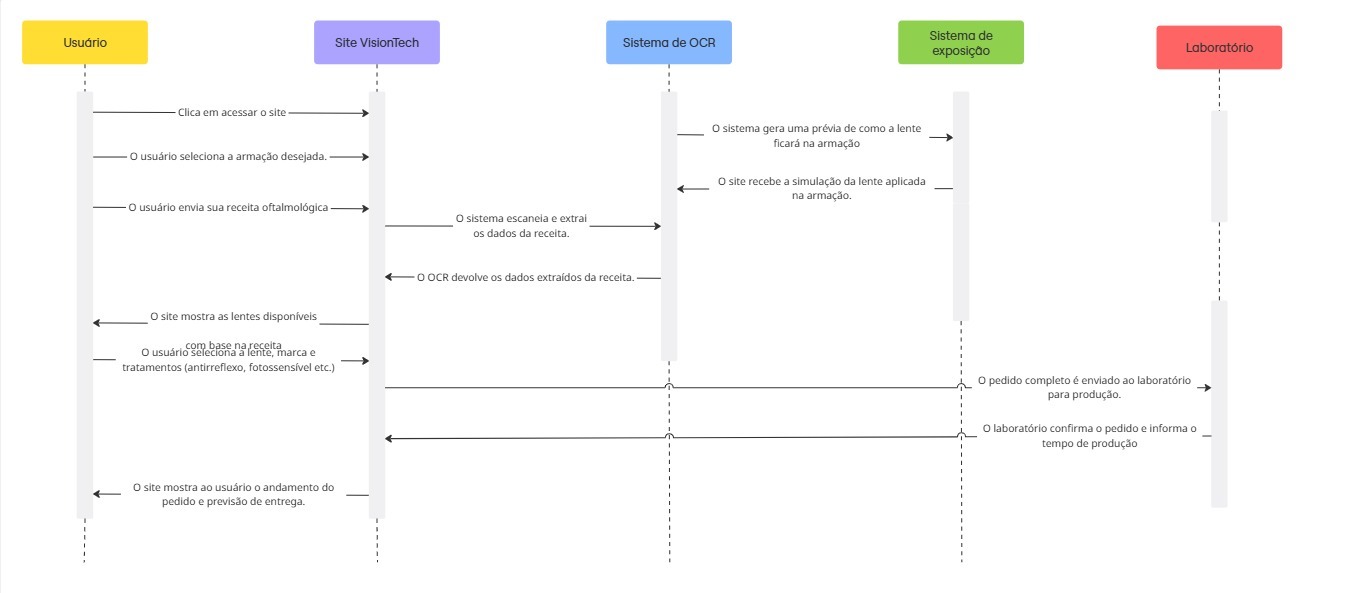 Usuário
Site VisionTech
Sistema de OCR
Sistema de
exposição
Laboratório
Clica em acessar o site
O sistema gera uma prévia de como a lente
ficará na armação
O usuário seleciona a armação desejada.
O site recebe a simulação da lente aplicada
na armação.
O usuário envia sua receita oftalmológica
O sistema escaneia e extrai
os dados da receita.
O OCR devolve os dados extraídos da receita.
O site mostra as lentes disponíveis
com base na receita
O usuário seleciona a lente, marca e
tratamentos (antirreflexo, fotossensível etc.)
O pedido completo é enviado ao laboratório
para produção.
O laboratório confirma o pedido e informa o
tempo de produção
O site mostra ao usuário o andamento do
pedido e previsão de entrega.